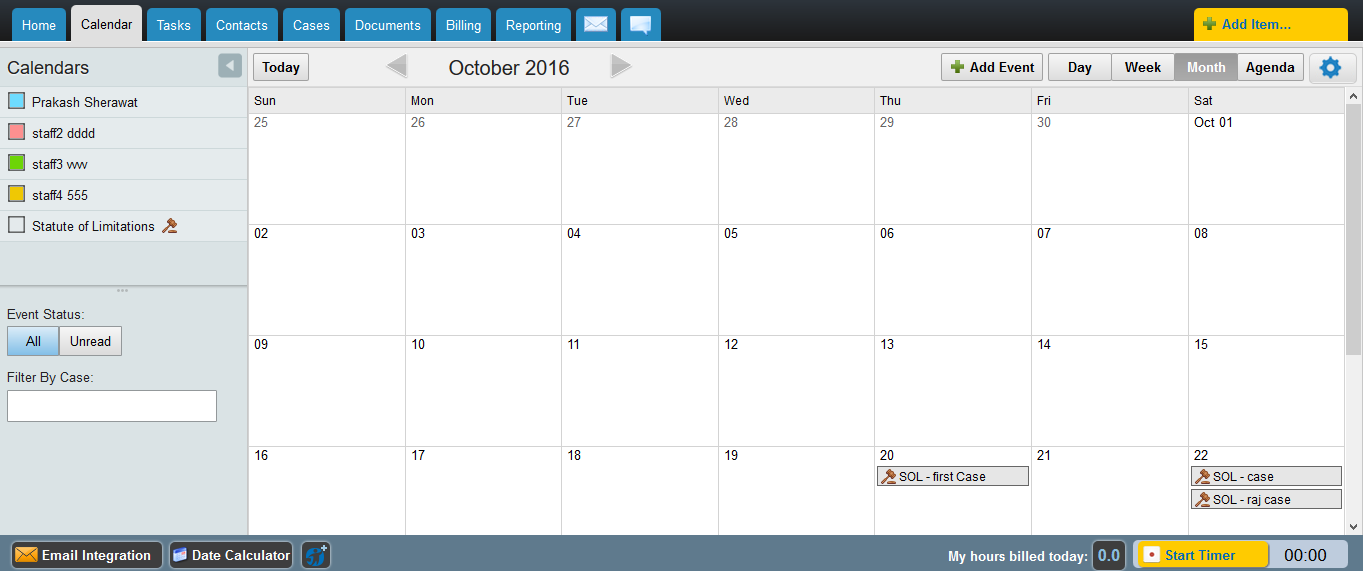 Home Calendar Tasks Contacts Cases Documents Billing Reporting Add Item...
Calendars
Today October 2016 Add Event Day Week Month Agenda
Prakash Sherawat
staff2 dddd
staff3 vvv
staff4 555
Statute of Limitations
Event Status:
All Unread
Filter By Case:
Sun Mon Tue Wed Thu Fri Sat
25 26 27 28 29 30 Oct 01
02 03 04 05 06 07 08
09 10 11 12 13 14 15
16 17 18 19 20 21 22
SOL - first Case SOL - case
SOL - raj case
Email Integration Date Calculator My hours billed today: 0.0 Start Timer 00:00